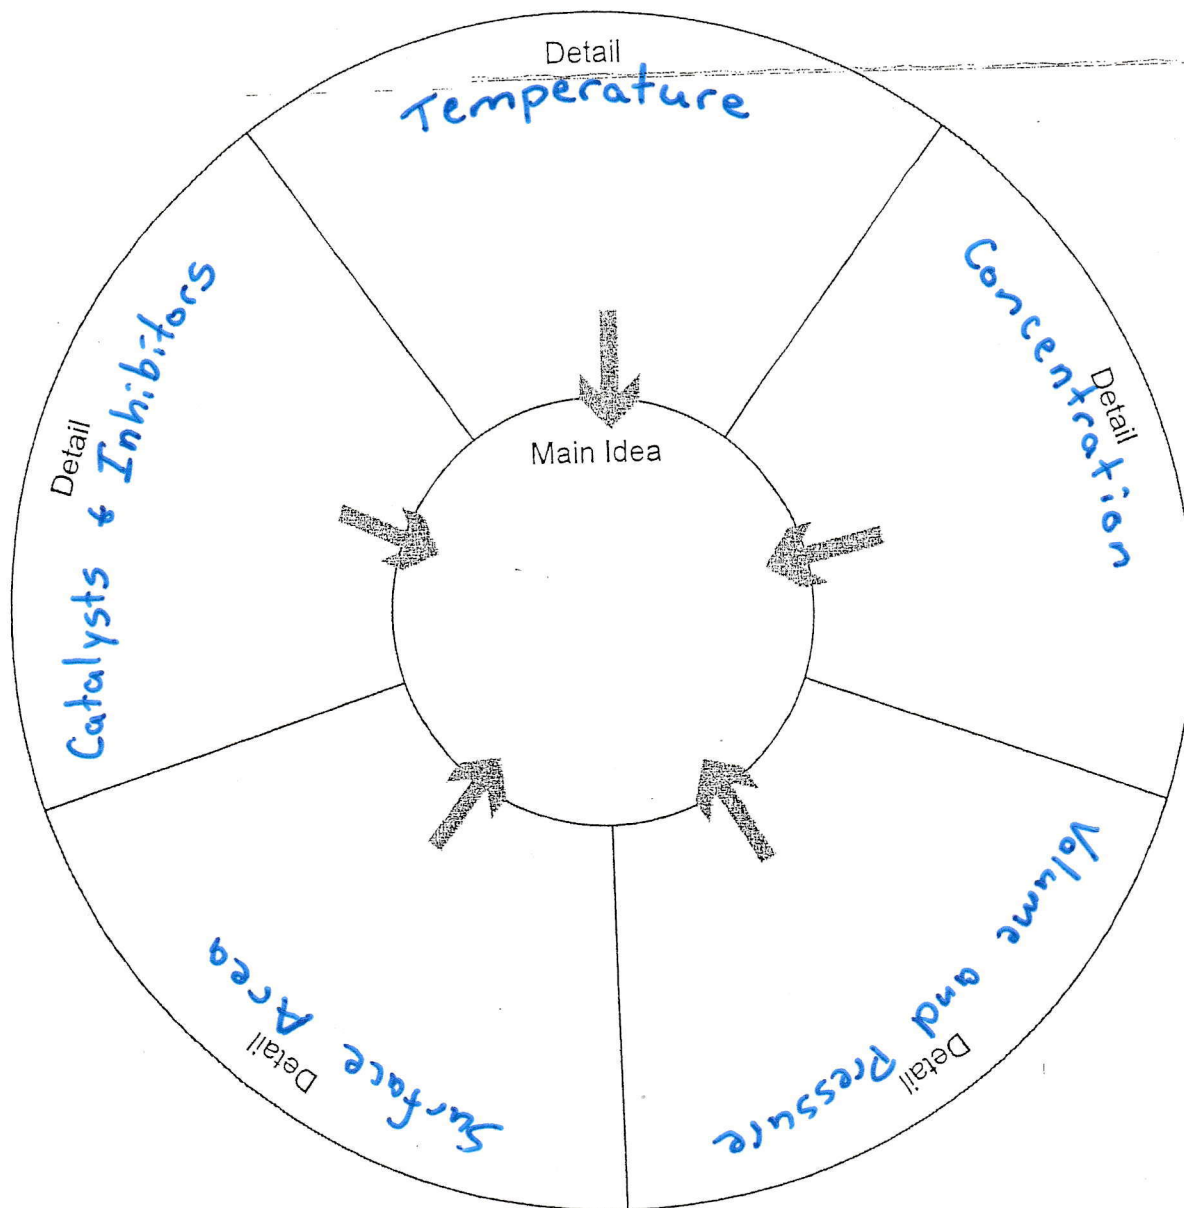 Detail
Temperature
Detail
Concentration
Detail
Volume and Pressure
Detail
Surface Area
Detail
Catalysts & Inhibitors
Main Idea